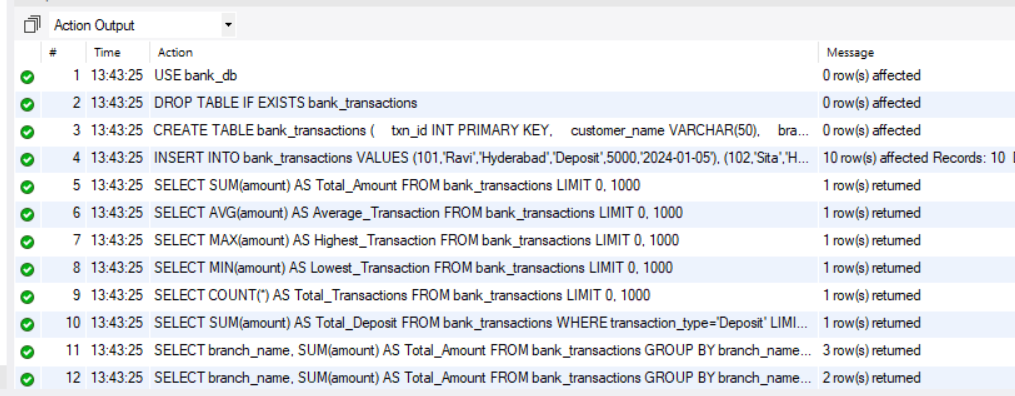 Action Output
# Time Action Message
1 13:43:25 USE bank_db 0 row(s) affected
2 13:43:25 DROP TABLE IF EXISTS bank_transactions 0 row(s) affected
3 13:43:25 CREATE TABLE bank_transactions ( txn_id INT PRIMARY KEY, customer_name VARCHAR(50), bra... 0 row(s) affected
4 13:43:25 INSERT INTO bank_transactions VALUES (101,'Ravi','Hyderabad','Deposit',5000,'2024-01-05'), (102,'Sita','H... 10 row(s) affected Records: 10
5 13:43:25 SELECT SUM(amount) AS Total_Amount FROM bank_transactions LIMIT 0, 1000 1 row(s) returned
6 13:43:25 SELECT AVG(amount) AS Average_Transaction FROM bank_transactions LIMIT 0, 1000 1 row(s) returned
7 13:43:25 SELECT MAX(amount) AS Highest_Transaction FROM bank_transactions LIMIT 0, 1000 1 row(s) returned
8 13:43:25 SELECT MIN(amount) AS Lowest_Transaction FROM bank_transactions LIMIT 0, 1000 1 row(s) returned
9 13:43:25 SELECT COUNT(*) AS Total_Transactions FROM bank_transactions LIMIT 0, 1000 1 row(s) returned
10 13:43:25 SELECT SUM(amount) AS Total_Deposit FROM bank_transactions WHERE transaction_type='Deposit' LIMI... 1 row(s) returned
11 13:43:25 SELECT branch_name, SUM(amount) AS Total_Amount FROM bank_transactions GROUP BY branch_name... 3 row(s) returned
12 13:43:25 SELECT branch_name, SUM(amount) AS Total_Amount FROM bank_transactions GROUP BY branch_name... 2 row(s) returned